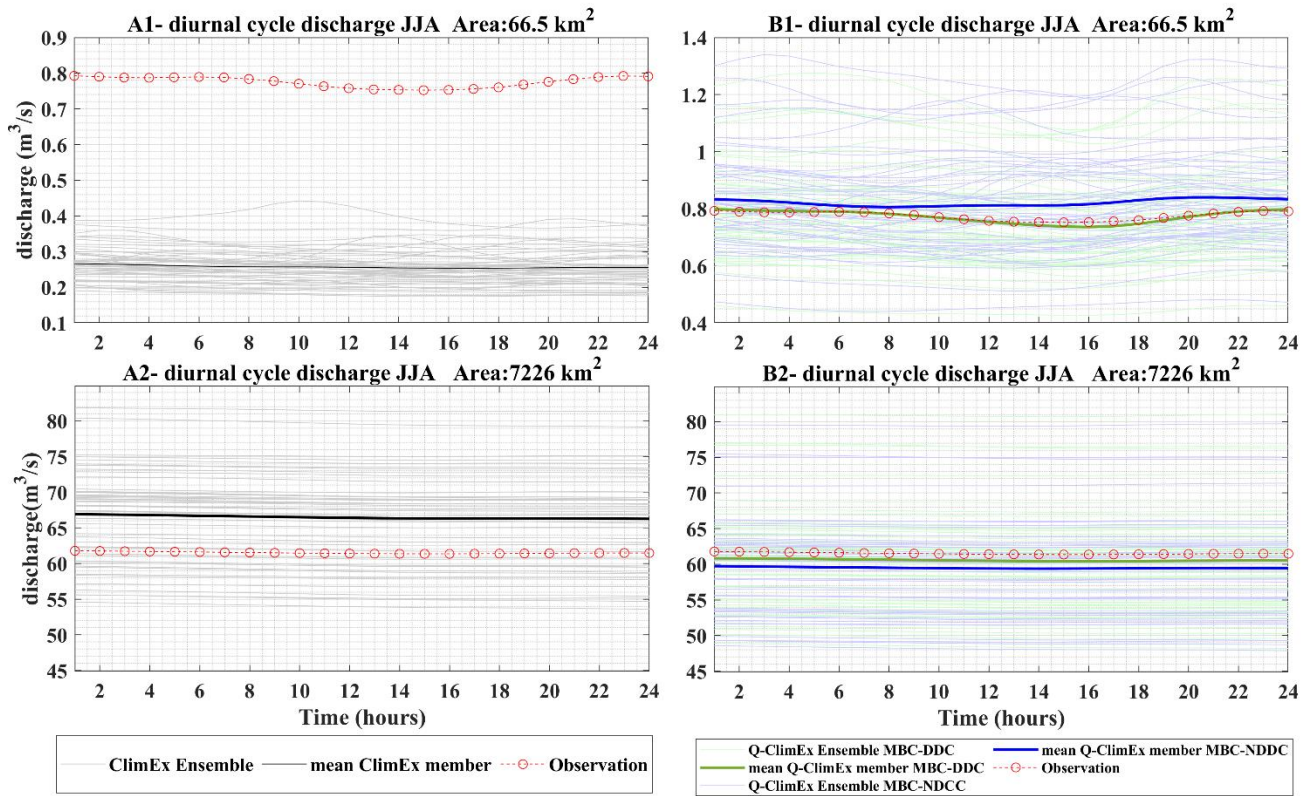 A1- diurnal cycle discharge JJA Area:66.5 km²
0.9
0.8
0.7
0.6
0.5
0.4
0.3
0.2
0.1
discharge (m³/s)
2 4 6 8 10 12 14 16 18 20 22 24
B1- diurnal cycle discharge JJA Area:66.5 km²
1.4
1.2
1
0.8
0.6
0.4
2 4 6 8 10 12 14 16 18 20 22 24
A2- diurnal cycle discharge JJA Area:7226 km²
80
75
70
65
60
55
50
45
discharge(m³/s)
2 4 6 8 10 12 14 16 18 20 22 24
Time (hours)
B2- diurnal cycle discharge JJA Area:7226 km²
80
75
70
65
60
55
50
45
2 4 6 8 10 12 14 16 18 20 22 24
Time (hours)
ClimEx Ensemble mean ClimEx member Observation
Q-ClimEx Ensemble MBC-DDC mean Q-ClimEx member MBC-NDDC
mean Q-ClimEx member MBC-DDC Observation
Q-ClimEx Ensemble MBC-NDCC